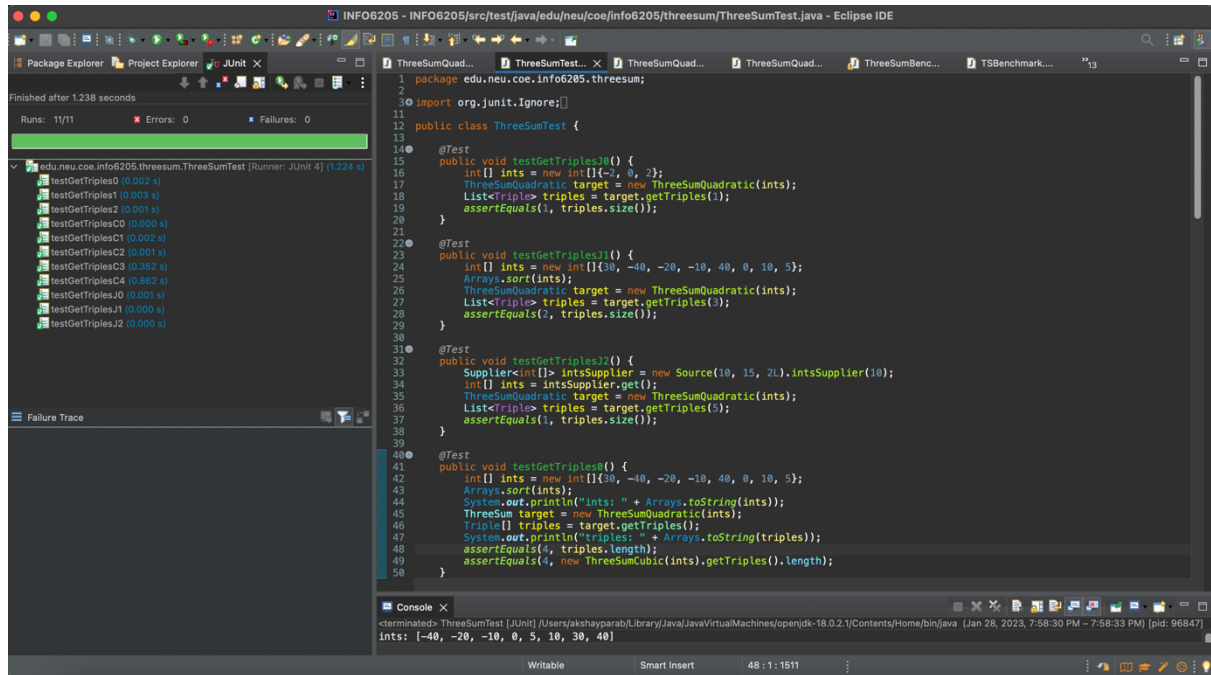 INFO6205 - INFO6205/src/test/java/edu/neu/coe/info6205/threesum/ThreeSumTest.java - Eclipse IDE
Package Explorer Project Explorer JUnit
Finished after 1.238 seconds
Runs: 11/11 Errors: 0 Failures: 0
edu.neu.coe.info6205.threesum.ThreeSumTest [Runner: JUnit 4] (1.224 s)
testGetTriples0 (0.002 s)
testGetTriples1 (0.003 s)
testGetTriples2 (0.001 s)
testGetTriplesC0 (0.000 s)
testGetTriplesC1 (0.002 s)
testGetTriplesC2 (0.001 s)
testGetTriplesC3 (0.352 s)
testGetTriplesC4 (0.862 s)
testGetTriplesJ0 (0.001 s)
testGetTriplesJ1 (0.000 s)
testGetTriplesJ2 (0.000 s)
Failure Trace
ThreeSumQuad... ThreeSumTest... ThreeSumQuad... ThreeSumQuad... ThreeSumBenc... TSBenchmark.... »13
1 package edu.neu.coe.info6205.threesum;
2
3 import org.junit.Ignore;
11
12 public class ThreeSumTest {
13
14 @Test
15 public void testGetTriplesJ0() {
16 int[] ints = new int[]{-2, 0, 2};
17 ThreeSumQuadratic target = new ThreeSumQuadratic(ints);
18 List<Triple> triples = target.getTriples(1);
19 assertEquals(1, triples.size());
20 }
21
22 @Test
23 public void testGetTriplesJ1() {
24 int[] ints = new int[]{30, -40, -20, -10, 40, 0, 10, 5};
25 Arrays.sort(ints);
26 ThreeSumQuadratic target = new ThreeSumQuadratic(ints);
27 List<Triple> triples = target.getTriples(3);
28 assertEquals(2, triples.size());
29 }
30
31 @Test
32 public void testGetTriplesJ2() {
33 Supplier<int[]> intsSupplier = new Source(10, 15, 2L).intsSupplier(10);
34 int[] ints = intsSupplier.get();
35 ThreeSumQuadratic target = new ThreeSumQuadratic(ints);
36 List<Triple> triples = target.getTriples(5);
37 assertEquals(1, triples.size());
38 }
39
40 @Test
41 public void testGetTriples0() {
42 int[] ints = new int[]{30, -40, -20, -10, 40, 0, 10, 5};
43 Arrays.sort(ints);
44 System.out.println("ints: " + Arrays.toString(ints));
45 ThreeSum target = new ThreeSumQuadratic(ints);
46 Triple[] triples = target.getTriples();
47 System.out.println("triples: " + Arrays.toString(triples));
48 assertEquals(4, triples.length);
49 assertEquals(4, new ThreeSumCubic(ints).getTriples().length);
50 }
Console
<terminated> ThreeSumTest [JUnit] /Users/akshayparab/Library/Java/JavaVirtualMachines/openjdk-18.0.2.1/Contents/Home/bin/java (Jan 28, 2023, 7:58:30 PM – 7:58:33 PM) [pid: 96847]
ints: [-40, -20, -10, 0, 5, 10, 30, 40]
Writable Smart Insert 48 : 1 : 1511